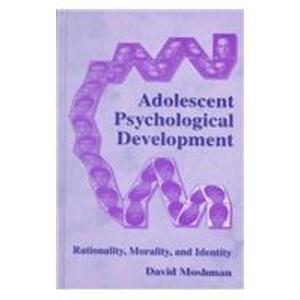 Adolescent
Psychological
Development
Rationality, Morality, and Identity
David Moshman